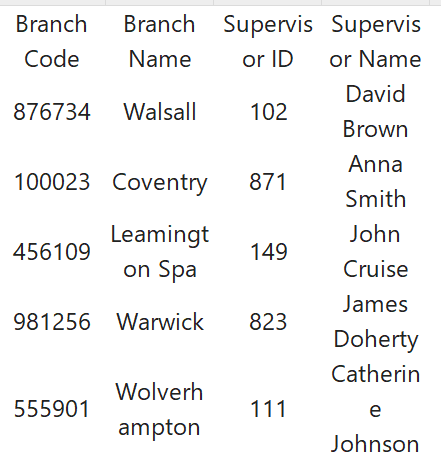 Branch Code Branch Name Supervisor ID Supervisor Name
876734 Walsall 102 David Brown
100023 Coventry 871 Anna Smith
456109 Leamington Spa 149 John Cruise
981256 Warwick 823 James Doherty
555901 Wolverhampton 111 Catherine Johnson